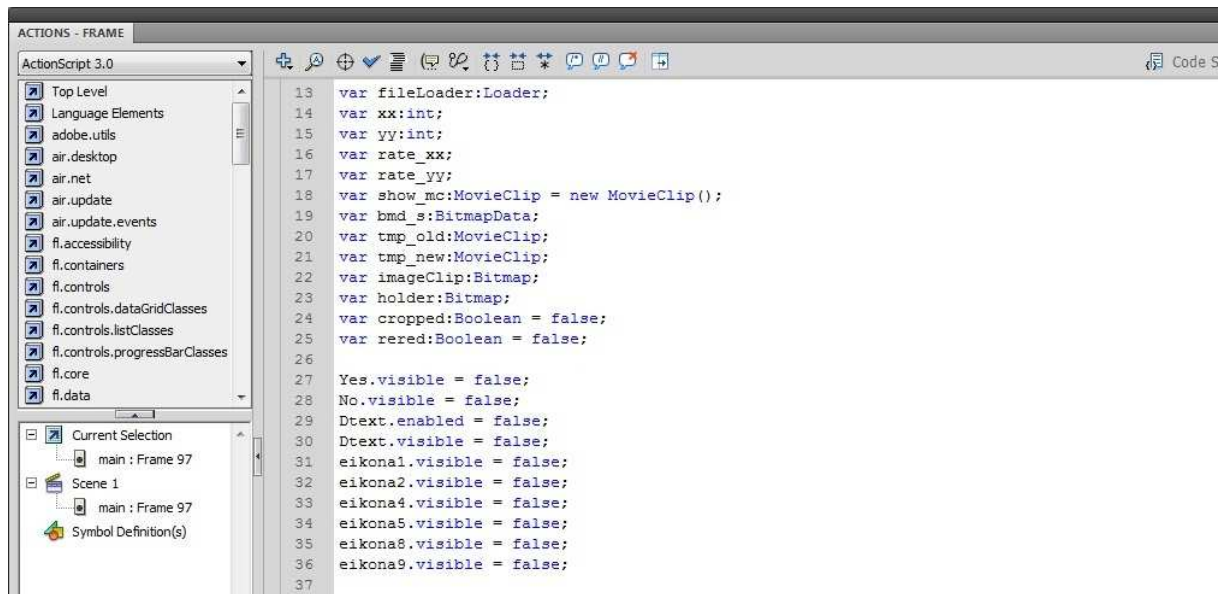 ACTIONS - FRAME
ActionScript 3.0
Code S
Top Level
Language Elements
adobe.utils
air.desktop
air.net
air.update
air.update.events
fl.accessibility
fl.containers
fl.controls
fl.controls.dataGridClasses
fl.controls.listClasses
fl.controls.progressBarClasses
fl.core
fl.data
Current Selection
main : Frame 97
Scene 1
main : Frame 97
Symbol Definition(s)
13 var fileLoader:Loader;
14 var xx:int;
15 var yy:int;
16 var rate_xx;
17 var rate_yy;
18 var show_mc:MovieClip = new MovieClip();
19 var bmd_s:BitmapData;
20 var tmp_old:MovieClip;
21 var tmp_new:MovieClip;
22 var imageClip:Bitmap;
23 var holder:Bitmap;
24 var cropped:Boolean = false;
25 var rered:Boolean = false;
26
27 Yes.visible = false;
28 No.visible = false;
29 Dtext.enabled = false;
30 Dtext.visible = false;
31 eikona1.visible = false;
32 eikona2.visible = false;
33 eikona4.visible = false;
34 eikona5.visible = false;
35 eikona8.visible = false;
36 eikona9.visible = false;
37